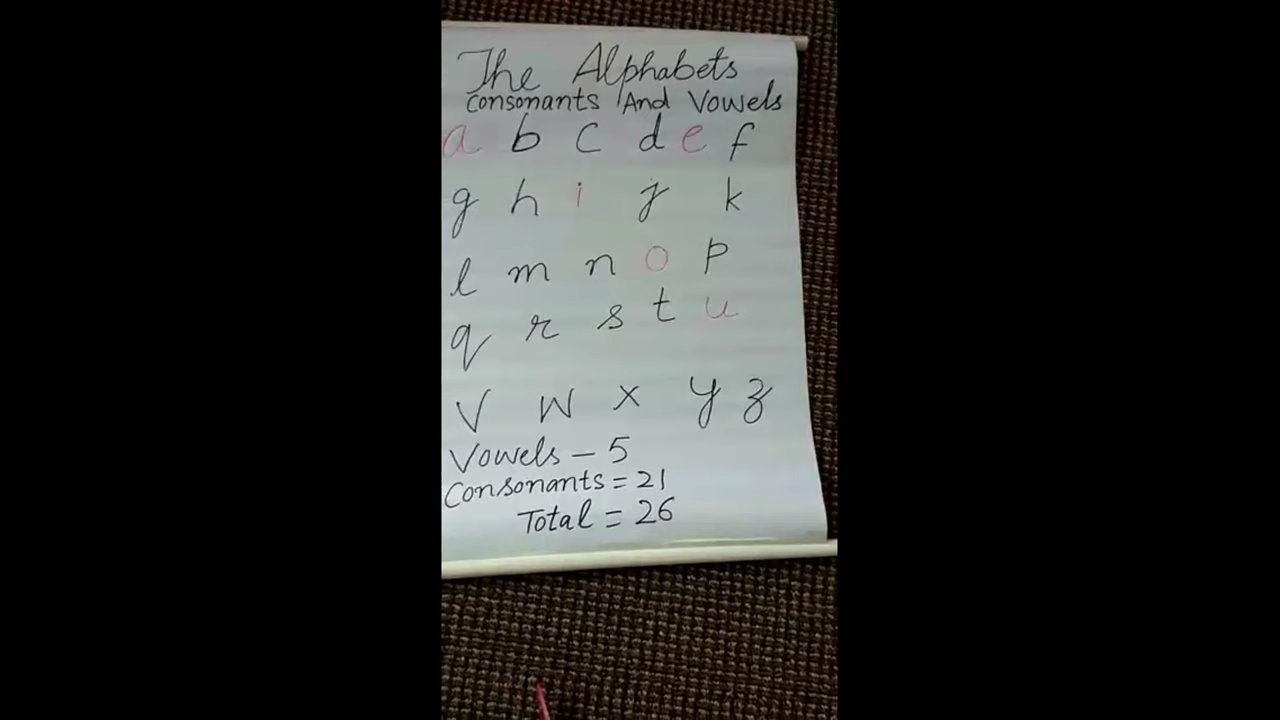 The Alphabets
Consonants And Vowels
a b c d e f
g h i j k
l m n o p
q r s t u
v w x y z
Vowels – 5
Consonants = 21
Total = 26